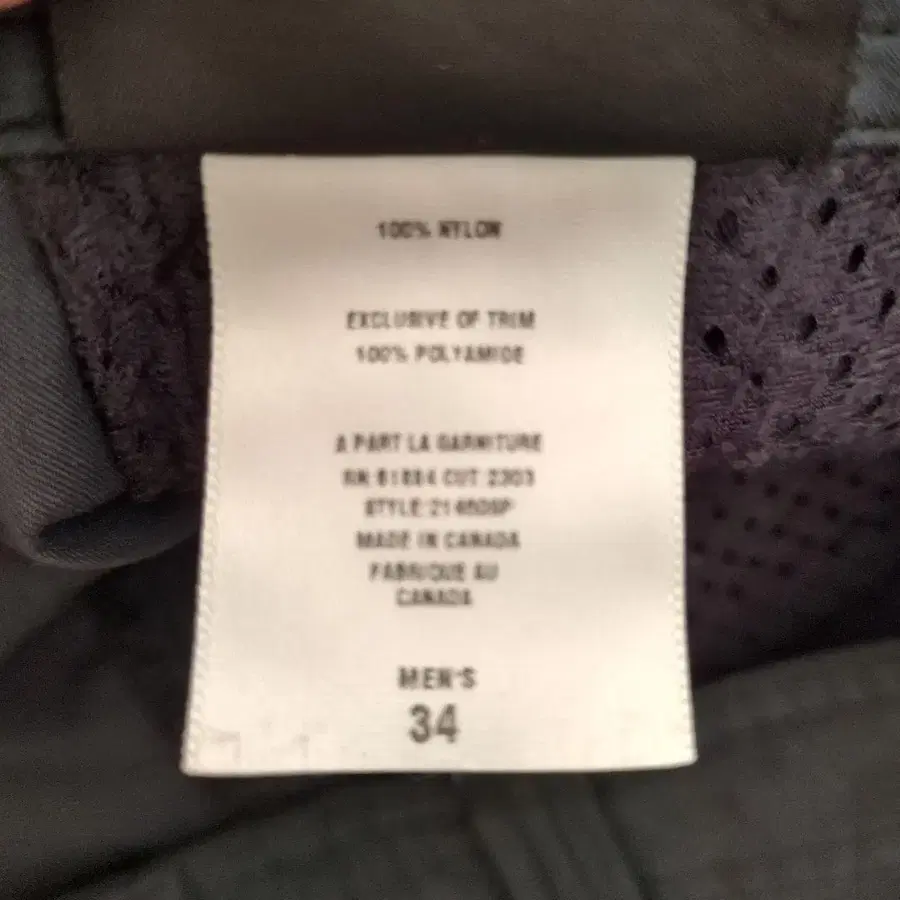 100% NYLON
EXCLUSIVE OF TRIM
100% POLYAMIDE
A PART LA GARNITURE
CUT:2303
MADE IN CANADA
FABRIQUE AU
CANADA
MEN'S
34